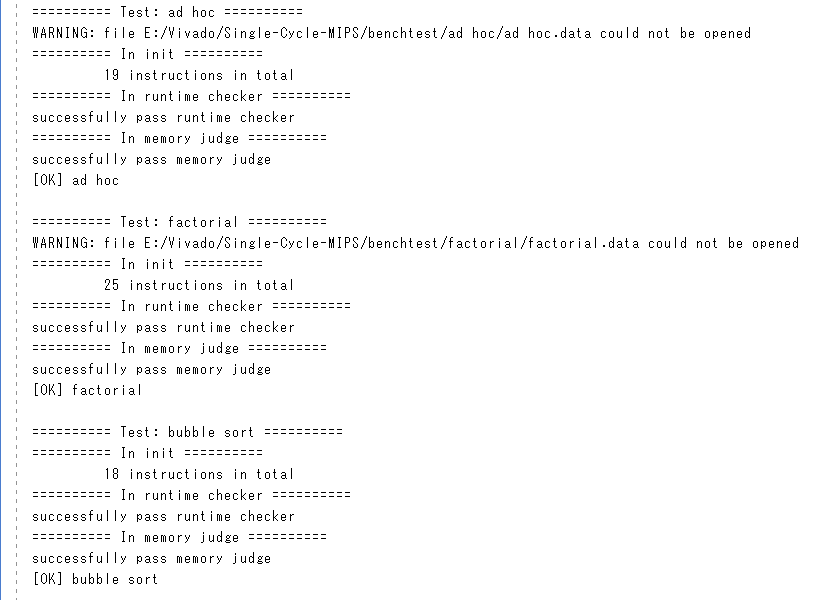 ========== Test: ad hoc ==========
WARNING: file E:/Vivado/Single-Cycle-MIPS/benchtest/ad hoc/ad hoc.data could not be opened
========== In init ==========
19 instructions in total
========== In runtime checker ==========
successfully pass runtime checker
========== In memory judge ==========
successfully pass memory judge
[OK] ad hoc
========== Test: factorial ==========
WARNING: file E:/Vivado/Single-Cycle-MIPS/benchtest/factorial/factorial.data could not be opened
========== In init ==========
25 instructions in total
========== In runtime checker ==========
successfully pass runtime checker
========== In memory judge ==========
successfully pass memory judge
[OK] factorial
========== Test: bubble sort ==========
========== In init ==========
18 instructions in total
========== In runtime checker ==========
successfully pass runtime checker
========== In memory judge ==========
successfully pass memory judge
[OK] bubble sort